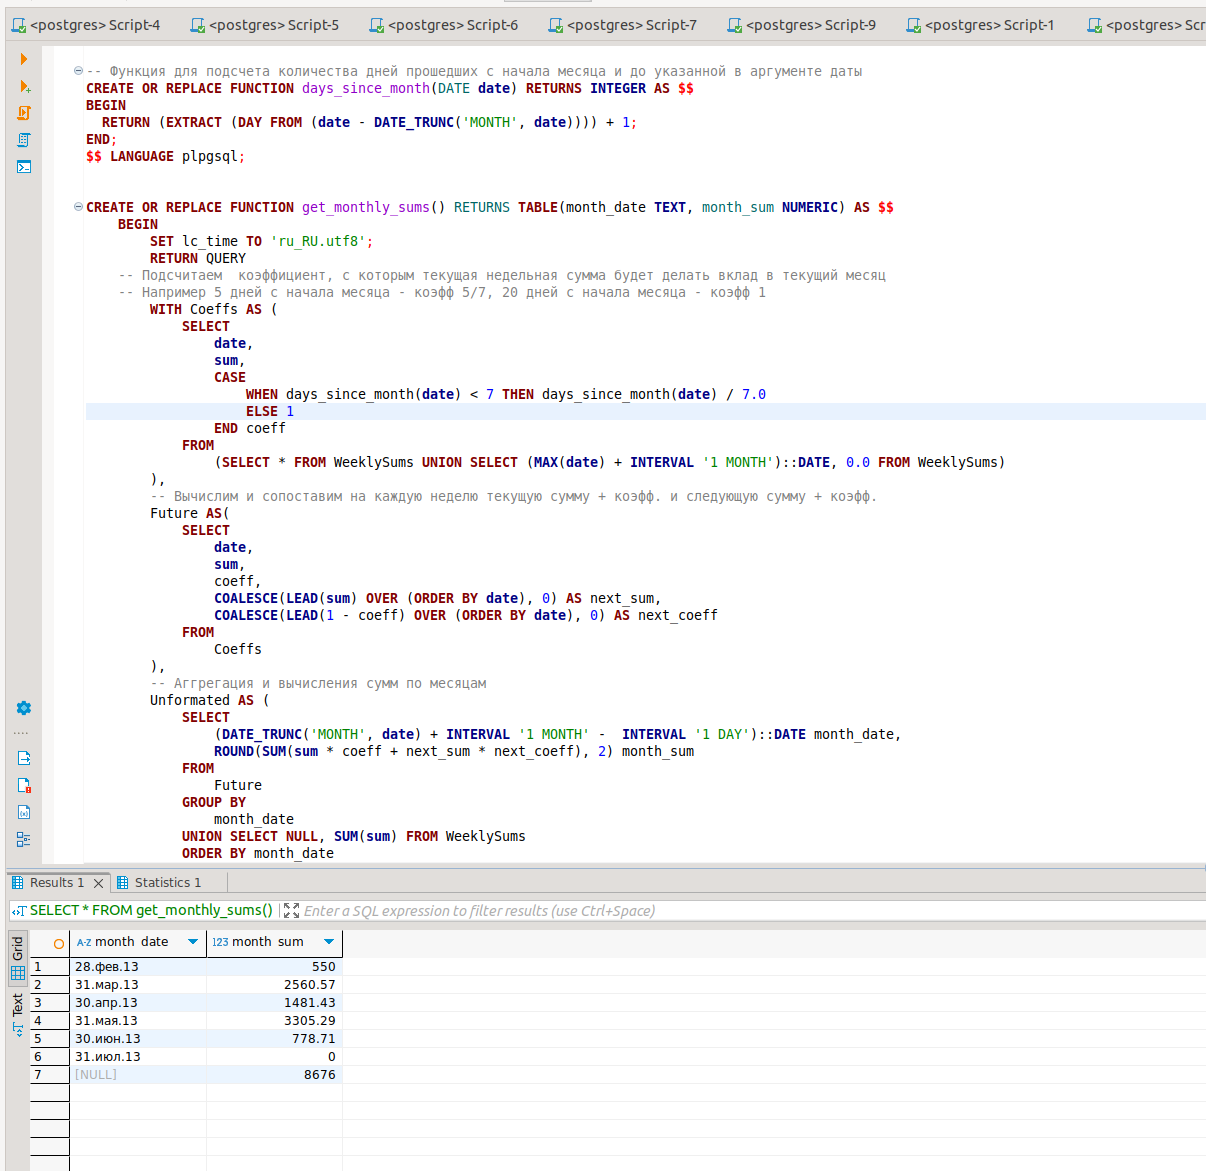 <postgres> Script-4 <postgres> Script-5 <postgres> Script-6 <postgres> Script-7 <postgres> Script-9 <postgres> Script-1 <postgres> Scr
-- Функция для подсчета количества дней прошедших с начала месяца и до указанной в аргументе даты
CREATE OR REPLACE FUNCTION days_since_month(DATE date) RETURNS INTEGER AS $$
BEGIN
  RETURN (EXTRACT (DAY FROM (date - DATE_TRUNC('MONTH', date)))) + 1;
END;
$$ LANGUAGE plpgsql;
CREATE OR REPLACE FUNCTION get_monthly_sums() RETURNS TABLE(month_date TEXT, month_sum NUMERIC) AS $$
    BEGIN
        SET lc_time TO 'ru_RU.utf8';
        RETURN QUERY
    -- Подсчитаем  коэффициент, с которым текущая недельная сумма будет делать вклад в текущий месяц
    -- Например 5 дней с начала месяца - коэфф 5/7, 20 дней с начала месяца - коэфф 1
        WITH Coeffs AS (
            SELECT
                date,
                sum,
                CASE
                    WHEN days_since_month(date) < 7 THEN days_since_month(date) / 7.0
                    ELSE 1
                END coeff
            FROM
                (SELECT * FROM WeeklySums UNION SELECT (MAX(date) + INTERVAL '1 MONTH')::DATE, 0.0 FROM WeeklySums)
        ),
        -- Вычислим и сопоставим на каждую неделю текущую сумму + коэфф. и следующую сумму + коэфф.
        Future AS(
            SELECT
                date,
                sum,
                coeff,
                COALESCE(LEAD(sum) OVER (ORDER BY date), 0) AS next_sum,
                COALESCE(LEAD(1 - coeff) OVER (ORDER BY date), 0) AS next_coeff
            FROM
                Coeffs
        ),
        -- Аггрегация и вычисления сумм по месяцам
        Unformated AS (
            SELECT
                (DATE_TRUNC('MONTH', date) + INTERVAL '1 MONTH' -  INTERVAL '1 DAY')::DATE month_date,
                ROUND(SUM(sum * coeff + next_sum * next_coeff), 2) month_sum
            FROM
                Future
            GROUP BY
                month_date
            UNION SELECT NULL, SUM(sum) FROM WeeklySums
            ORDER BY month_date
Results 1 Statistics 1
SELECT * FROM get_monthly_sums() Enter a SQL expression to filter results (use Ctrl+Space)
Grid
Text
A-Z month_date 123 month_sum
1 28.фев.13 550
2 31.мар.13 2560.57
3 30.апр.13 1481.43
4 31.мая.13 3305.29
5 30.июн.13 778.71
6 31.июл.13 0
7 [NULL] 8676